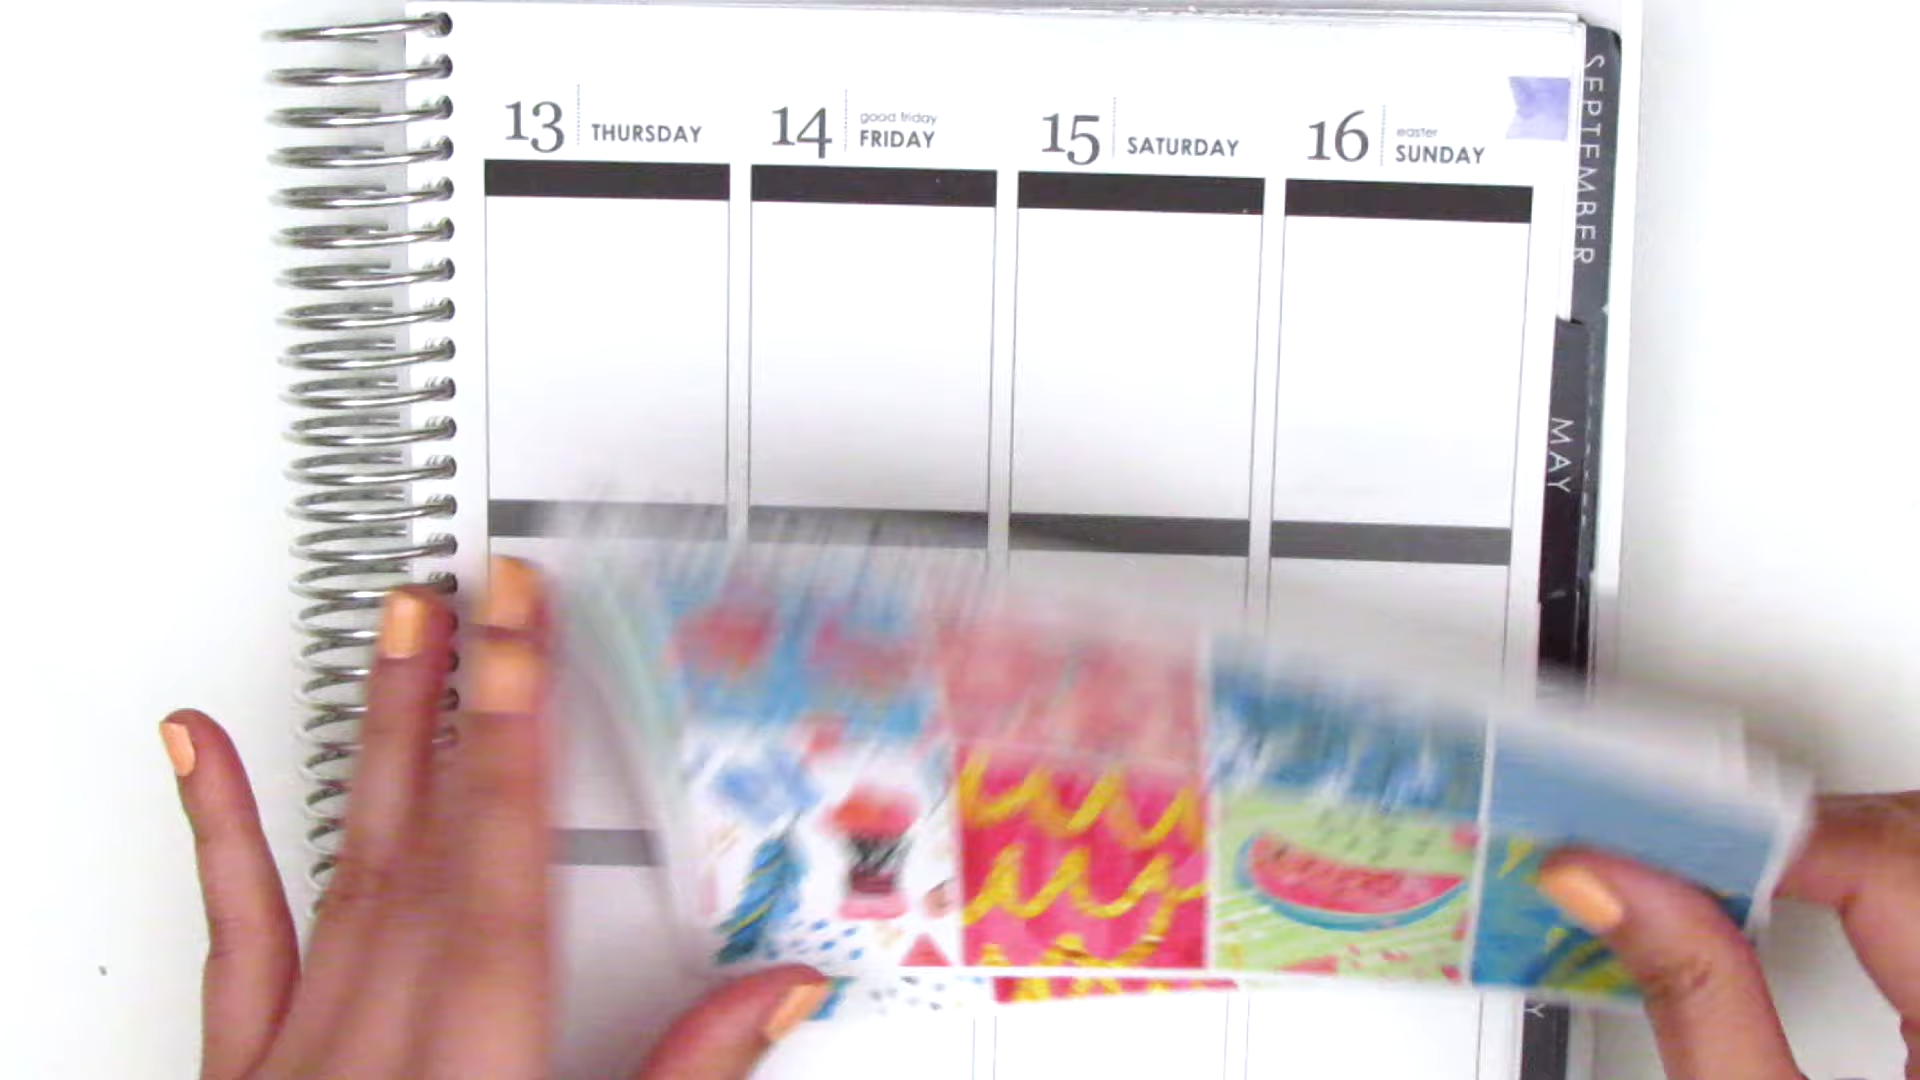 13 THURSDAY
14 good friday FRIDAY
15 SATURDAY
16 easter SUNDAY
SEPTEMBER
MAY